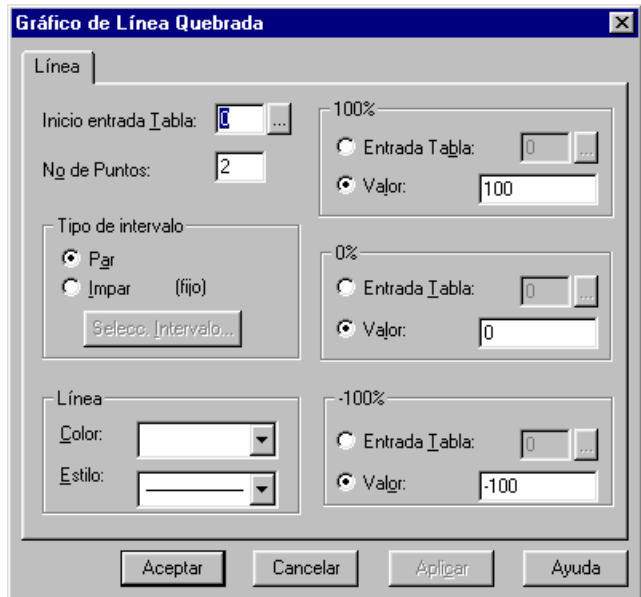 Gráfico de Línea Quebrada
Línea
Inicio entrada Tabla: 0 ...
No de Puntos: 2
Tipo de intervalo
Par
Impar (fijo)
Selecc. Intervalo...
Línea
Color:
Estilo:
100%
Entrada Tabla: 0 ...
Valor: 100
0%
Entrada Tabla: 0 ...
Valor: 0
-100%
Entrada Tabla: 0 ...
Valor: -100
Aceptar Cancelar Aplicar Ayuda